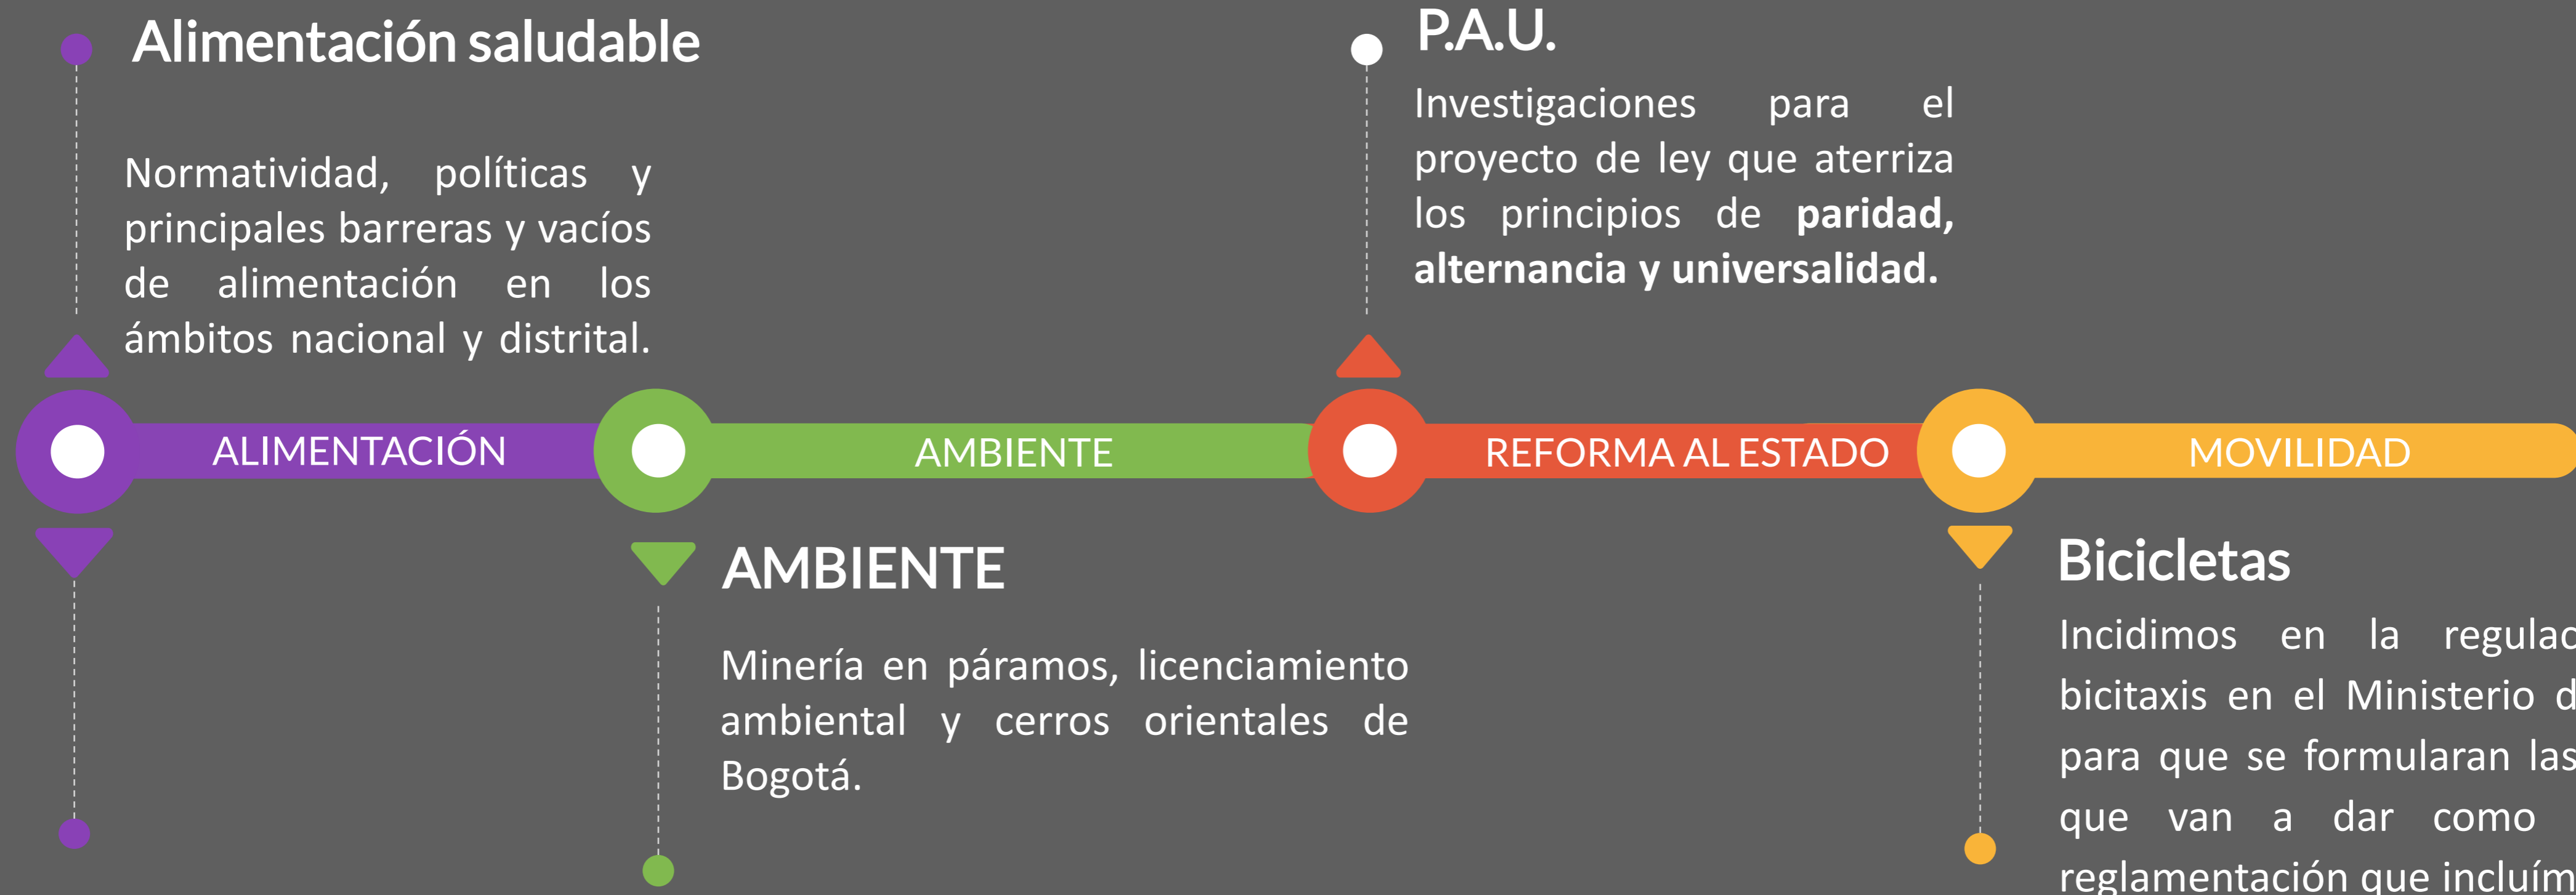 Alimentación saludable
Normatividad, políticas y
principales barreras y vacíos
de alimentación en los
ámbitos nacional y distrital.
P.A.U.
Investigaciones para el
proyecto de ley que aterriza
los principios de paridad,
alternancia y universalidad.
ALIMENTACIÓN
AMBIENTE
REFORMA AL ESTADO
MOVILIDAD
AMBIENTE
Minería en páramos, licenciamiento
ambiental y cerros orientales de
Bogotá.
Bicicletas
Incidimos en la
bicitaxis en el Ministerio
para que se formularan las
que van a dar como
reglamentación que